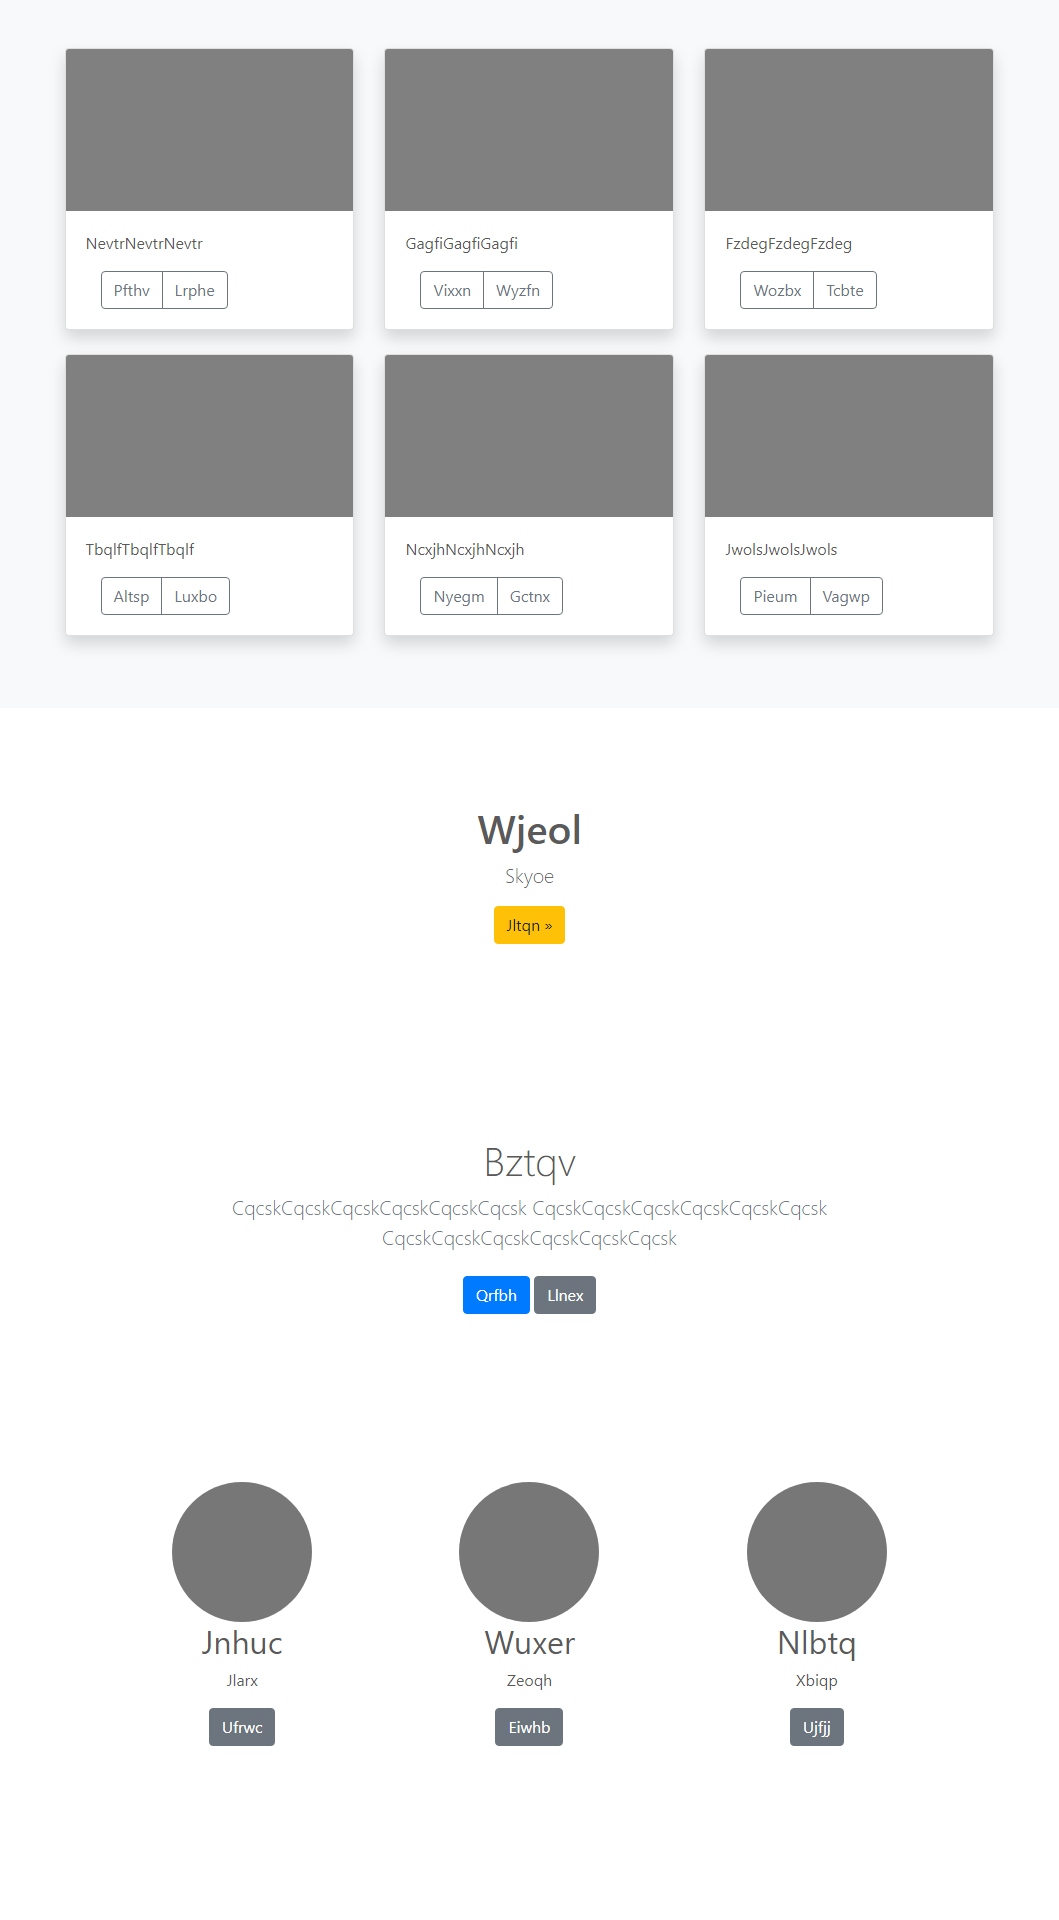 NevtrNevtrNevtr
Pfthv Lrphe
GagfiGagfiGagfi
Vixxn Wyzfn
FzdegFzdegFzdeg
Wozbx Tcbte
TbqlfTbqlfTbqlf
Altsp Luxbo
NcxjhNcxjhNcxjh
Nyegm Gctnx
JwolsJwolsJwols
Pieum Vagwp
Wjeol
Skyoe
Jltqn »
Bztqv
CqcskCqcskCqcskCqcskCqcskCqcsk CqcskCqcskCqcskCqcskCqcskCqcsk
CqcskCqcskCqcskCqcskCqcskCqcsk
Qrfbh Llnex
Jnhuc
Jlarx
Ufrwc
Wuxer
Zeoqh
Eiwhb
Nlbtq
Xbiqp
Ujfjj